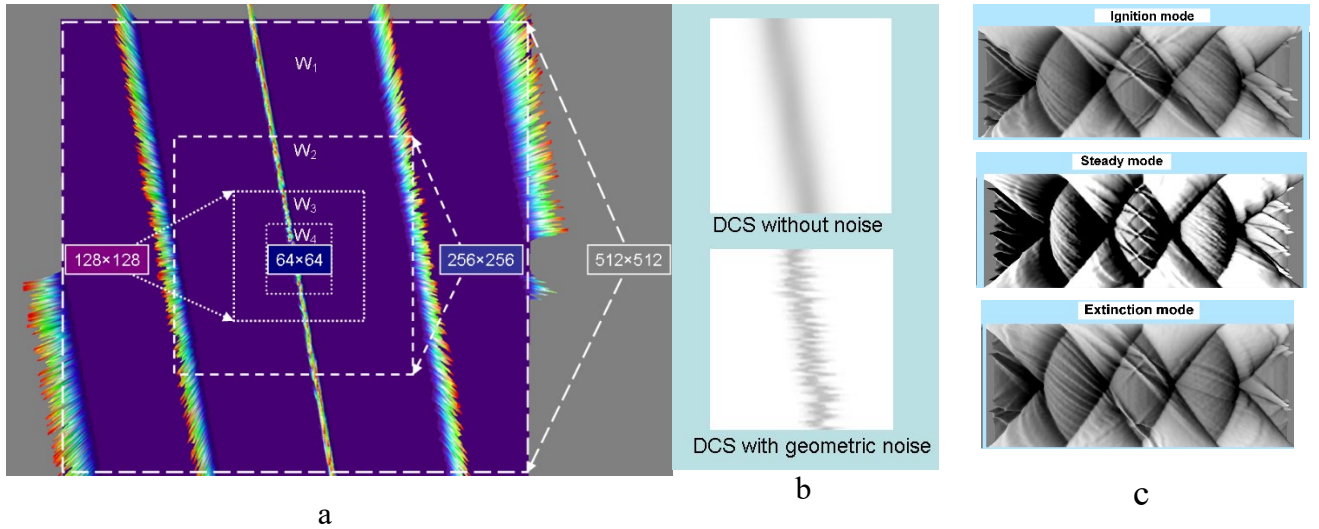 W₁
W₂
W₃
W₄
128×128
64×64
256×256
512×512
a
DCS without noise
DCS with geometric noise
b
Ignition mode
Steady mode
Extinction mode
c